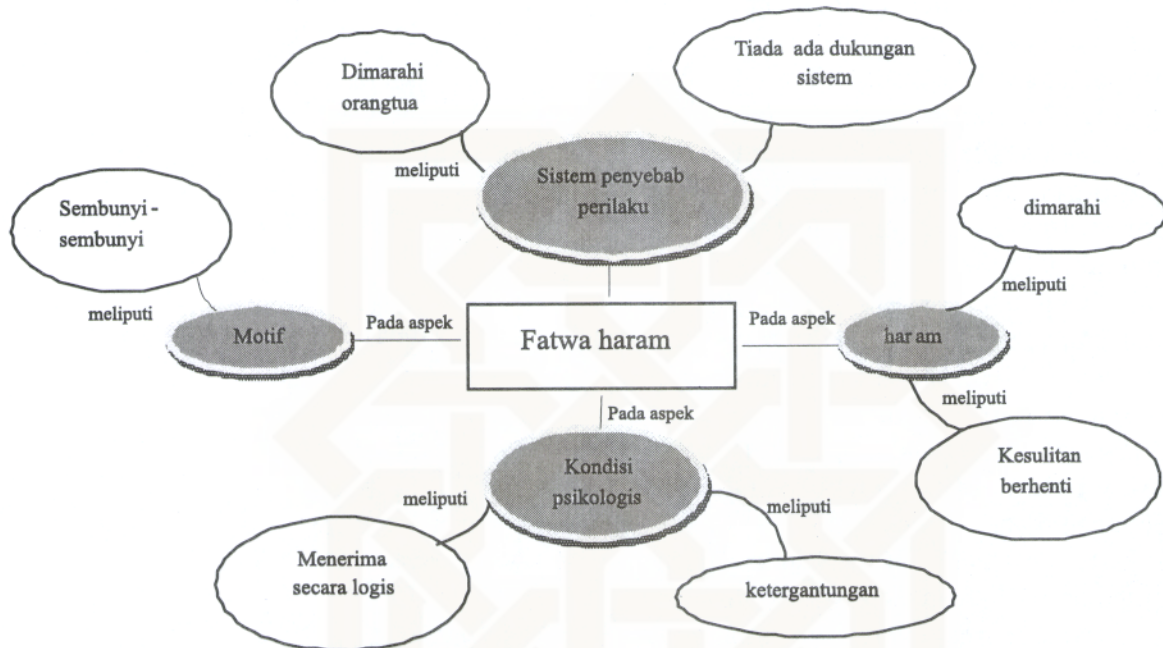 Tiada ada dukungan
sistem
Dimarahi
orangtua
meliputi
Sistem penyebab
perilaku
Sembunyi -
sembunyi
dimarahi
meliputi
meliputi
Motif
Pada aspek
Fatwa haram
Pada aspek
har am
Pada aspek
meliputi
Kondisi
psikologis
Kesulitan
berhenti
meliputi
meliputi
Menerima
secara logis
ketergantungan